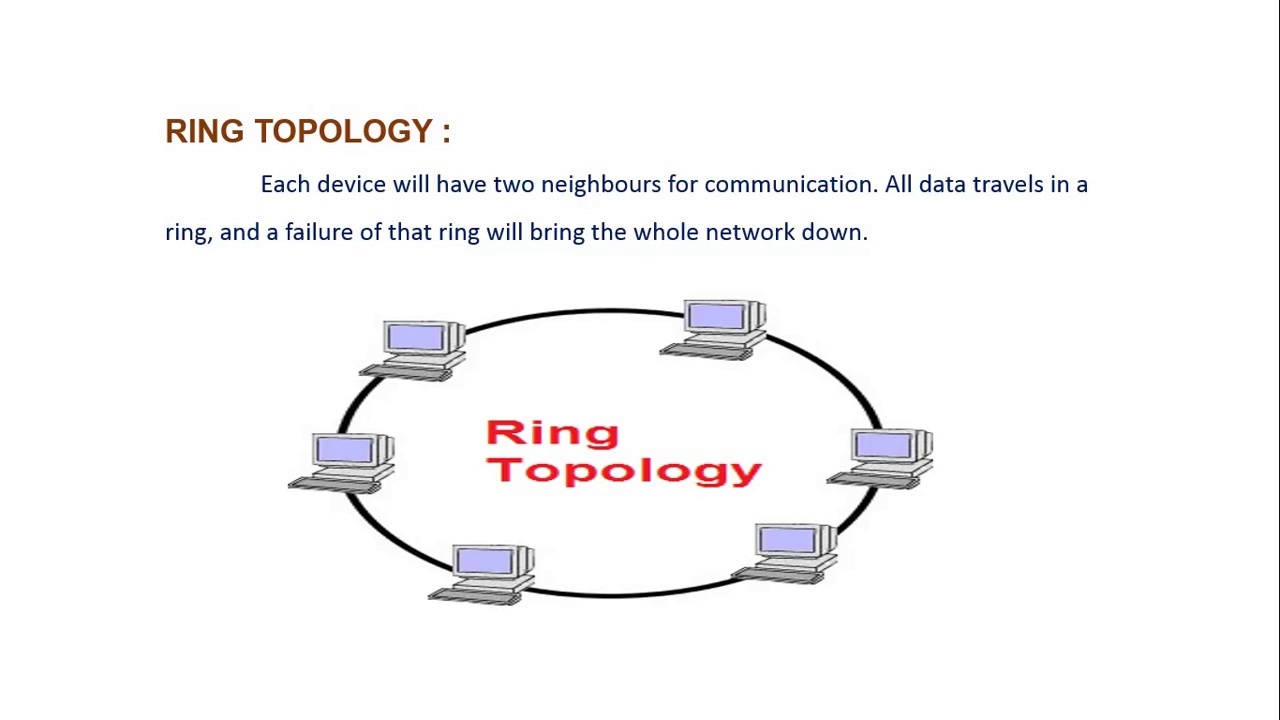 RING TOPOLOGY :
Each device will have two neighbours for communication. All data travels in a
ring, and a failure of that ring will bring the whole network down.
Ring
Topology